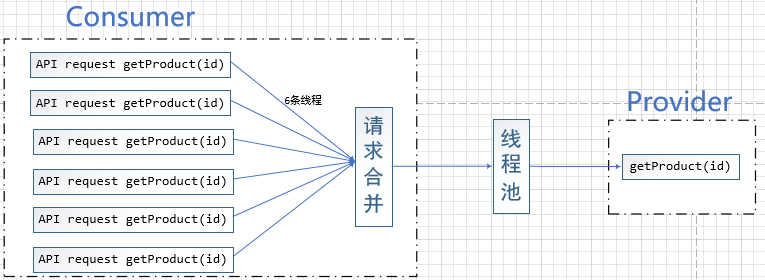 Consumer
API request getProduct(id)
API request getProduct(id)
API request getProduct(id)
API request getProduct(id)
API request getProduct(id)
API request getProduct(id)
6条线程
请求合并
线程池
Provider
getProduct(id)